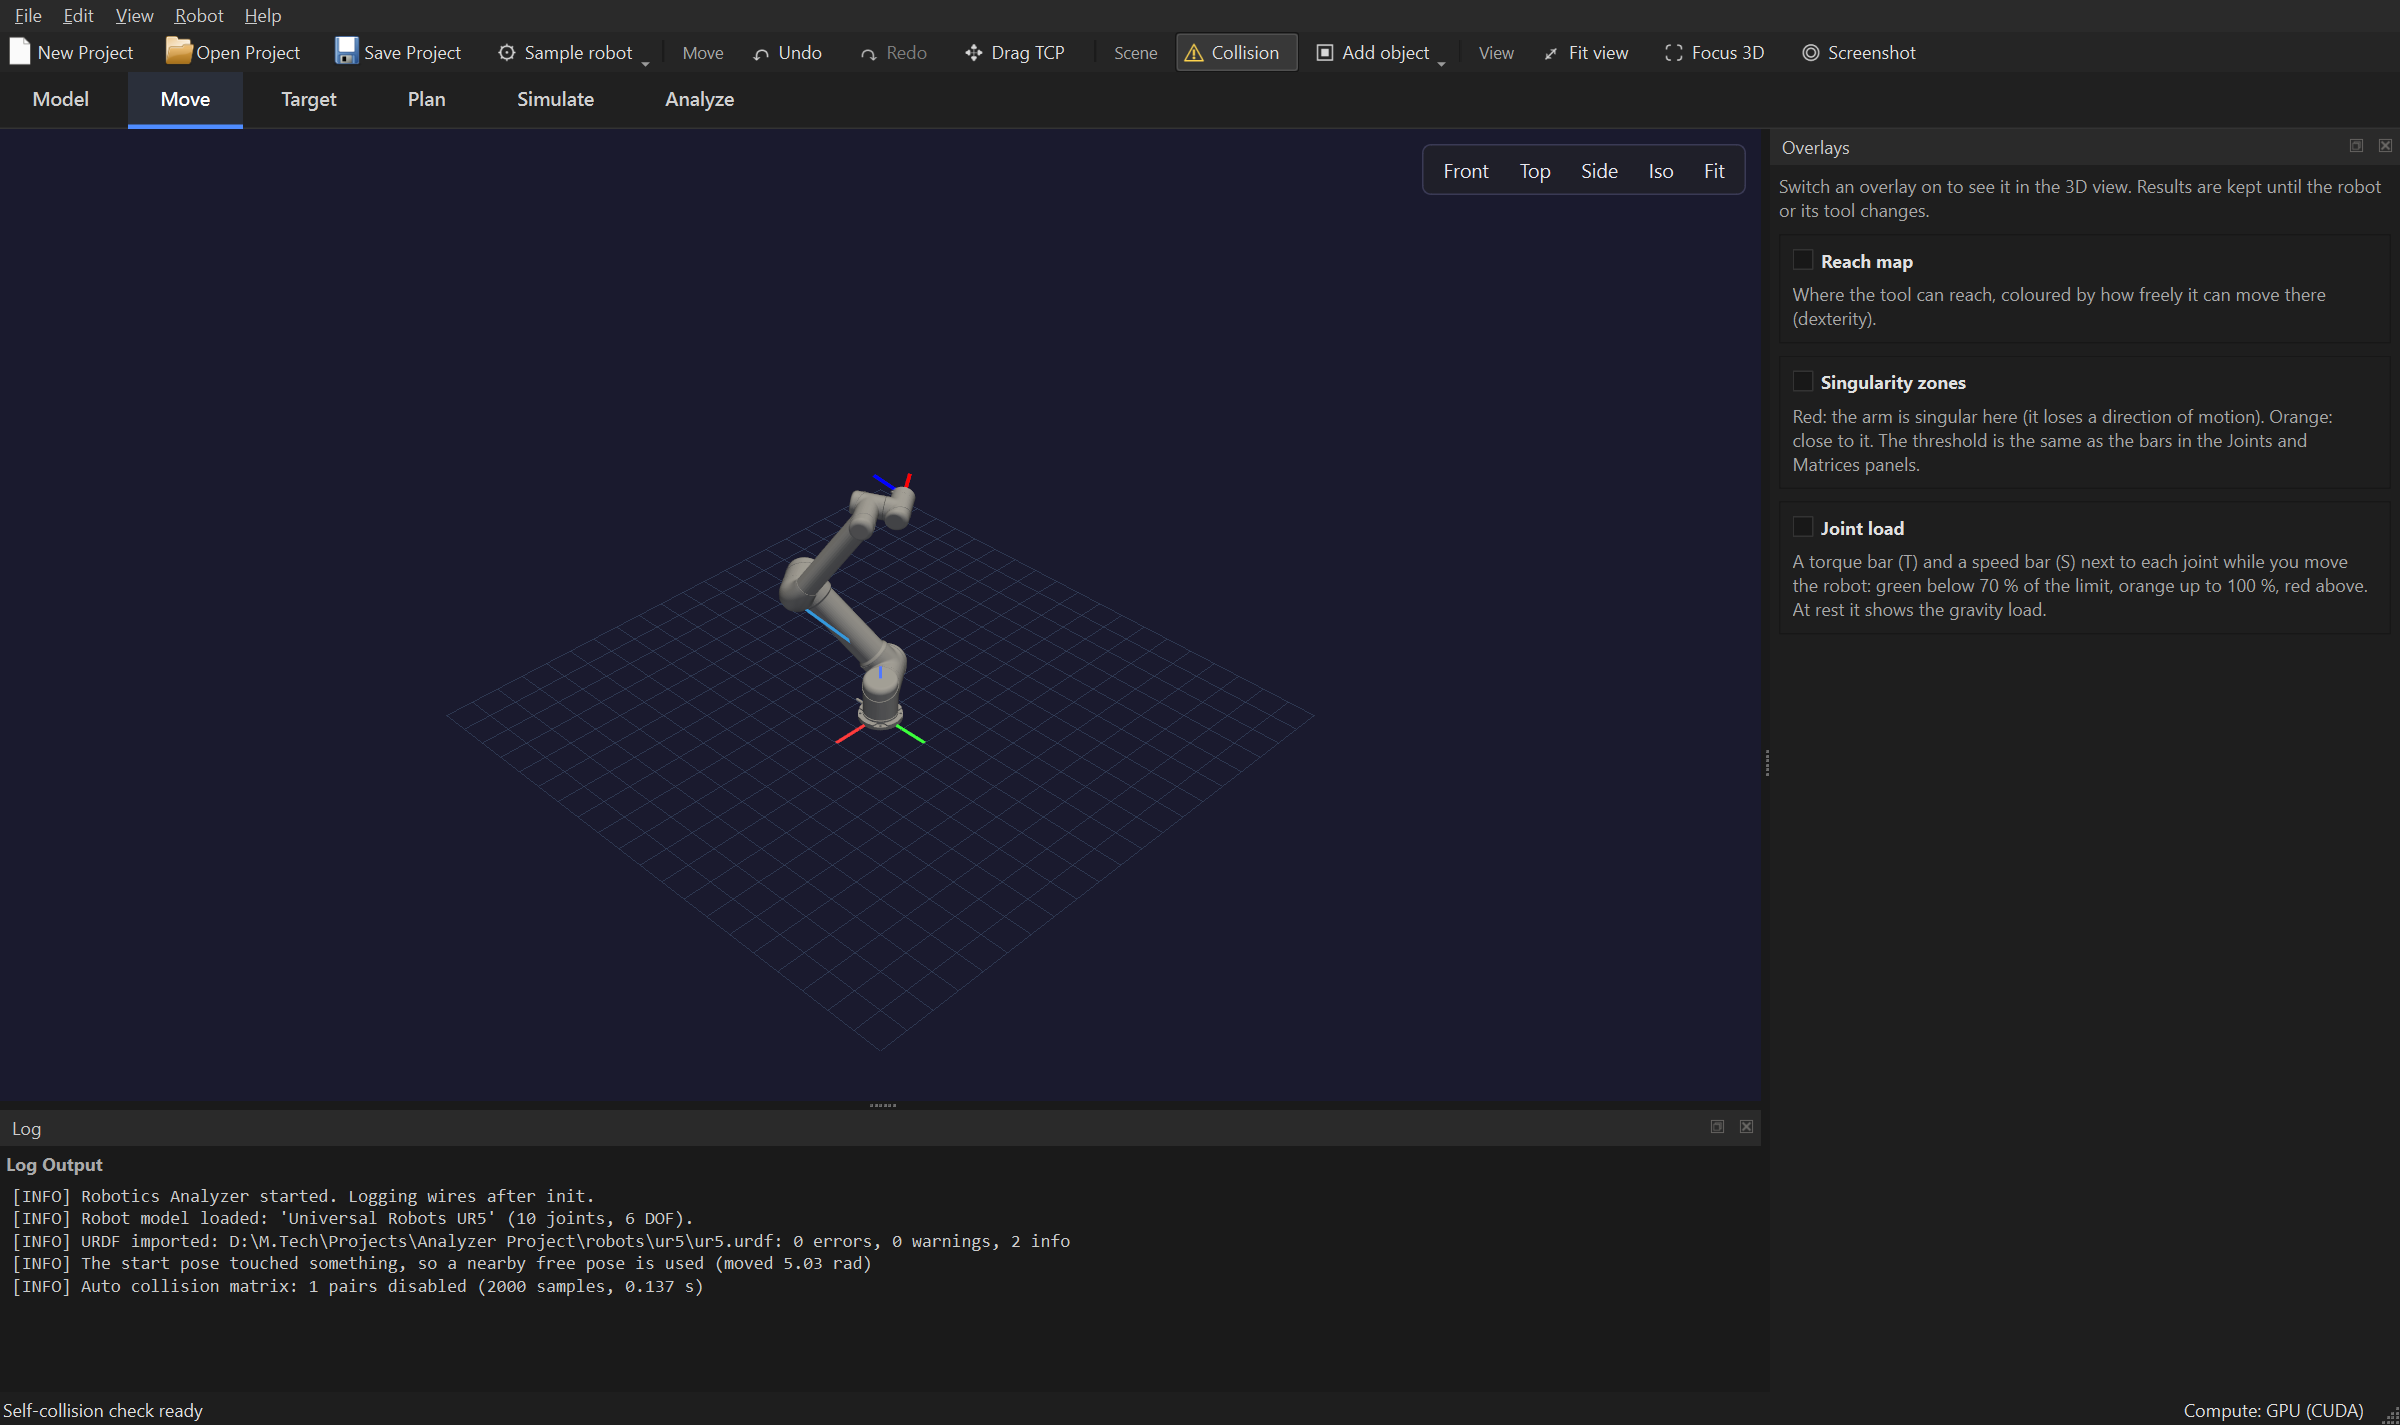 File Edit View Robot Help
New Project Open Project Save Project Sample robot Move Undo Redo Drag TCP Scene Collision Add object View Fit view Focus 3D Screenshot
Model Move Target Plan Simulate Analyze
Front Top Side Iso Fit
Overlays
Switch an overlay on to see it in the 3D view. Results are kept until the robot
or its tool changes.
Reach map
Where the tool can reach, coloured by how freely it can move there
(dexterity).
Singularity zones
Red: the arm is singular here (it loses a direction of motion). Orange:
close to it. The threshold is the same as the bars in the Joints and
Matrices panels.
Joint load
A torque bar (T) and a speed bar (S) next to each joint while you move
the robot: green below 70 % of the limit, orange up to 100 %, red above.
At rest it shows the gravity load.
Log
Log Output
[INFO] Robotics Analyzer started. Logging wires after init.
[INFO] Robot model loaded: 'Universal Robots UR5' (10 joints, 6 DOF).
[INFO] URDF imported: D:\M.Tech\Projects\Analyzer Project\robots\ur5\ur5.urdf: 0 errors, 0 warnings, 2 info
[INFO] The start pose touched something, so a nearby free pose is used (moved 5.03 rad)
[INFO] Auto collision matrix: 1 pairs disabled (2000 samples, 0.137 s)
Self-collision check ready
Compute: GPU (CUDA)